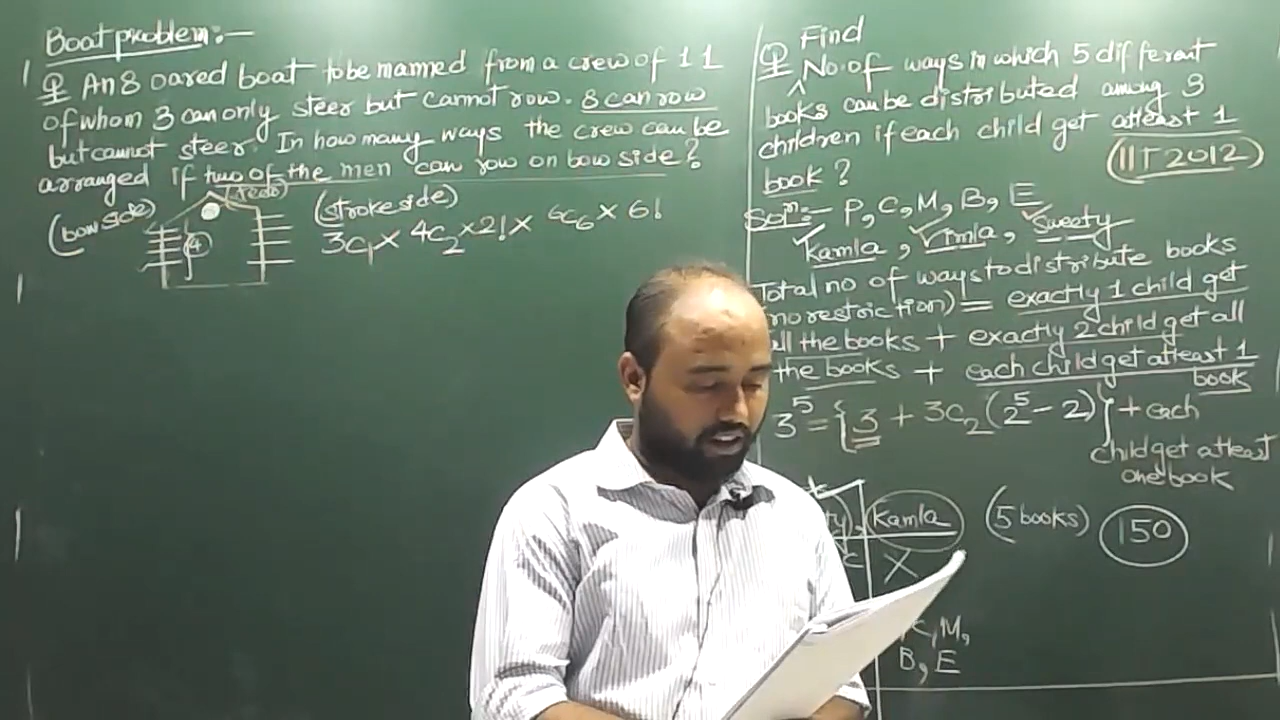 Boat problem:-
Q An 8 oared boat to be manned from a crew of 11
of whom 3 can only steer but cannot row. 8 can row
but cannot steer. In how many ways the crew can be
arranged if two of the men can row on bow side?
(bow side)
4
(stroke side)
3C1 × 4C2 × 2! × 6C6 × 6!
Find
Q ^ No. of ways in which 5 different
books can be distributed among 3
children if each child get atleast 1
book?
(IIT 2012)
Solⁿ:- P, C, M, B, E
Kamla, Vimla, Sweety
Total no of ways to distribute books
(no restriction) = exactly 1 child get
all the books + exactly 2 child get all
the books + each child get atleast 1
book
3⁵ = {3 + 3C2 (2⁵ - 2)} + each
child get atleast
one book
Kamla (5 books) 150
C X
C, M,
B, E